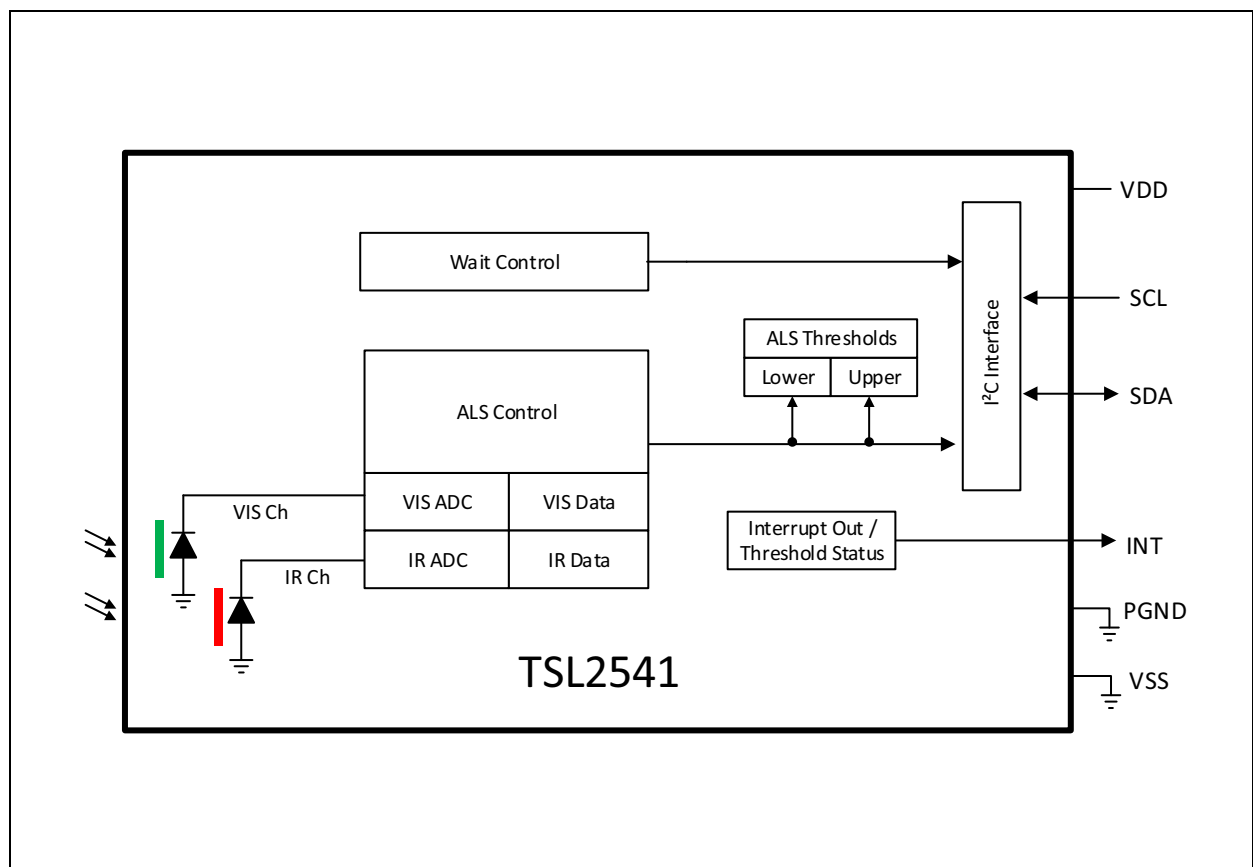 VDD
Wait Control
SCL
I²C Interface
ALS Thresholds
Lower
Upper
SDA
ALS Control
VIS Ch
VIS ADC
VIS Data
Interrupt Out /
Threshold Status
INT
IR Ch
IR ADC
IR Data
PGND
TSL2541
VSS